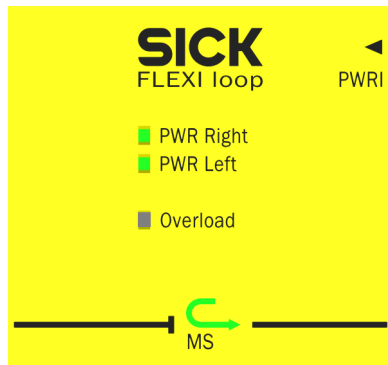 SICK
FLEXI loop
PWRI
PWR Right
PWR Left
Overload
MS